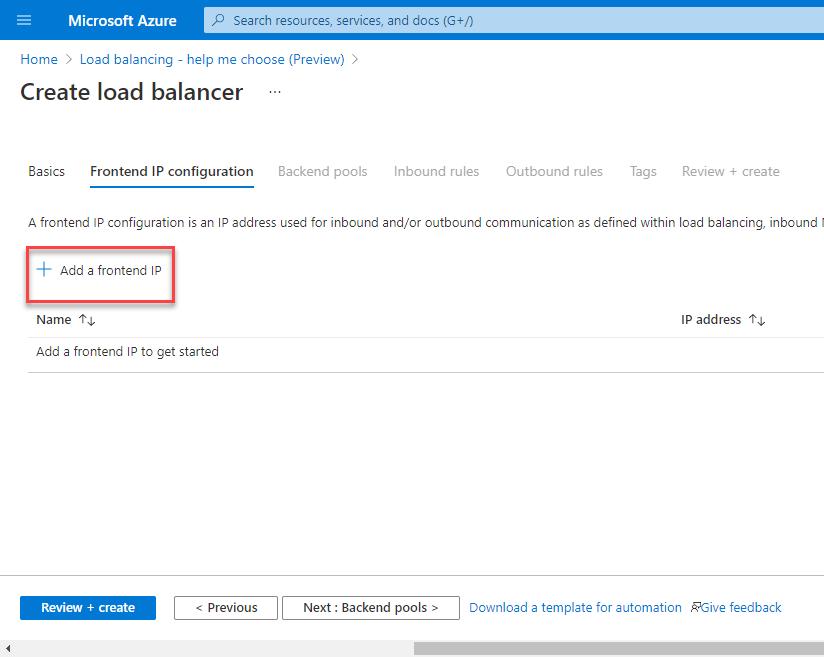 Microsoft Azure
Search resources, services, and docs (G+/)
Home > Load balancing - help me choose (Preview) >
Create load balancer ...
Basics Frontend IP configuration Backend pools Inbound rules Outbound rules Tags Review + create
A frontend IP configuration is an IP address used for inbound and/or outbound communication as defined within load balancing, inbound
+ Add a frontend IP
Name ↑↓ IP address ↑↓
Add a frontend IP to get started
Review + create < Previous Next : Backend pools > Download a template for automation Give feedback